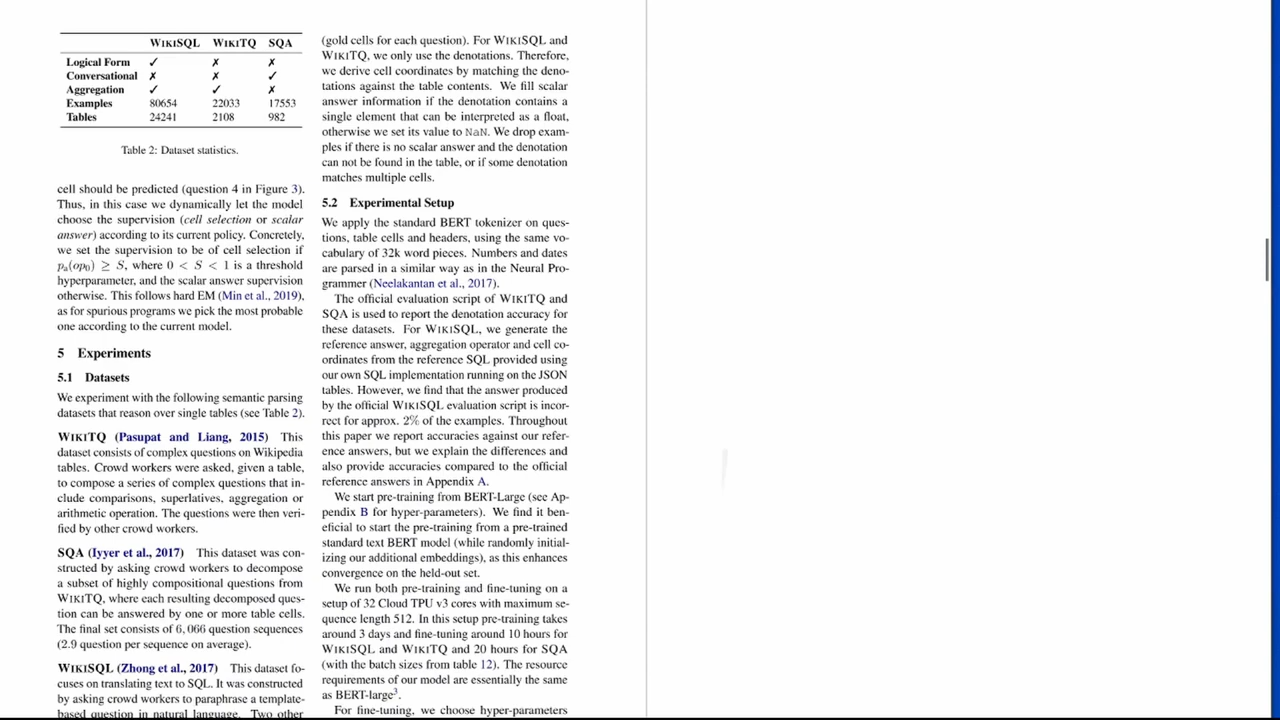 WIKISQL WIKITQ SQA
Logical Form ✓ ✗ ✗
Conversational ✗ ✗ ✓
Aggregation ✓ ✓ ✗
Examples 80654 22033 17553
Tables 24241 2108 982
Table 2: Dataset statistics.
cell should be predicted (question 4 in Figure 3).
Thus, in this case we dynamically let the model
choose the supervision (cell selection or scalar
answer) according to its current policy. Concretely,
we set the supervision to be of cell selection if
pₐ(op₀) ≥ S, where 0 < S < 1 is a threshold
hyperparameter, and the scalar answer supervision
otherwise. This follows hard EM (Min et al., 2019),
as for spurious programs we pick the most probable
one according to the current model.
5 Experiments
5.1 Datasets
We experiment with the following semantic parsing
datasets that reason over single tables (see Table 2).
WIKITQ (Pasupat and Liang, 2015) This
dataset consists of complex questions on Wikipedia
tables. Crowd workers were asked, given a table,
to compose a series of complex questions that in-
clude comparisons, superlatives, aggregation or
arithmetic operation. The questions were then veri-
fied by other crowd workers.
SQA (Iyyer et al., 2017) This dataset was con-
structed by asking crowd workers to decompose
a subset of highly compositional questions from
WIKITQ, where each resulting decomposed ques-
tion can be answered by one or more table cells.
The final set consists of 6,066 question sequences
(2.9 question per sequence on average).
WIKISQL (Zhong et al., 2017) This dataset fo-
cuses on translating text to SQL. It was constructed
by asking crowd workers to paraphrase a template-
based question in natural language. Two other
(gold cells for each question). For WIKISQL and
WIKITQ, we only use the denotations. Therefore,
we derive cell coordinates by matching the deno-
tations against the table contents. We fill scalar
answer information if the denotation contains a
single element that can be interpreted as a float,
otherwise we set its value to NaN. We drop exam-
ples if there is no scalar answer and the denotation
can not be found in the table, or if some denotation
matches multiple cells.
5.2 Experimental Setup
We apply the standard BERT tokenizer on ques-
tions, table cells and headers, using the same vo-
cabulary of 32k word pieces. Numbers and dates
are parsed in a similar way as in the Neural Pro-
grammer (Neelakantan et al., 2017).
The official evaluation script of WIKITQ and
SQA is used to report the denotation accuracy for
these datasets. For WIKISQL, we generate the
reference answer, aggregation operator and cell co-
ordinates from the reference SQL provided using
our own SQL implementation running on the JSON
tables. However, we find that the answer produced
by the official WIKISQL evaluation script is incor-
rect for approx. 2% of the examples. Throughout
this paper we report accuracies against our refer-
ence answers, but we explain the differences and
also provide accuracies compared to the official
reference answers in Appendix A.
We start pre-training from BERT-Large (see Ap-
pendix B for hyper-parameters). We find it ben-
eficial to start the pre-training from a pre-trained
standard text BERT model (while randomly initial-
izing our additional embeddings), as this enhances
convergence on the held-out set.
We run both pre-training and fine-tuning on a
setup of 32 Cloud TPU v3 cores with maximum se-
quence length 512. In this setup pre-training takes
around 3 days and fine-tuning around 10 hours for
WIKISQL and WIKITQ and 20 hours for SQA
(with the batch sizes from table 12). The resource
requirements of our model are essentially the same
as BERT-large³.
For fine-tuning, we choose hyper-parameters